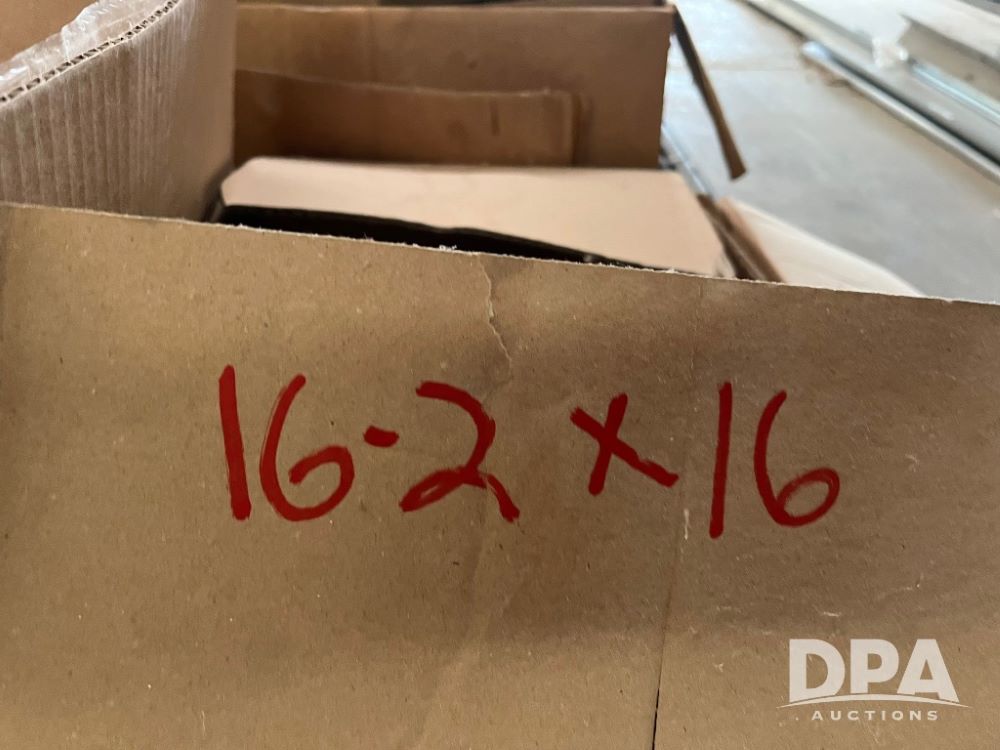 16-2 x 16
DPA
AUCTIONS